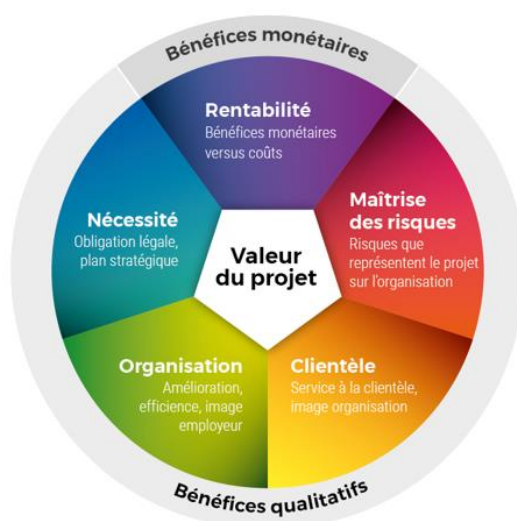 Bénéfices monétaires
Rentabilité
Bénéfices monétaires
versus coûts
Maîtrise
des risques
Risques que
représentent le projet
sur l'organisation
Nécessité
Obligation légale,
plan stratégique
Valeur
du projet
Organisation
Amélioration,
efficience, image
employeur
Clientèle
Service à la clientèle,
image organisation
Bénéfices qualitatifs